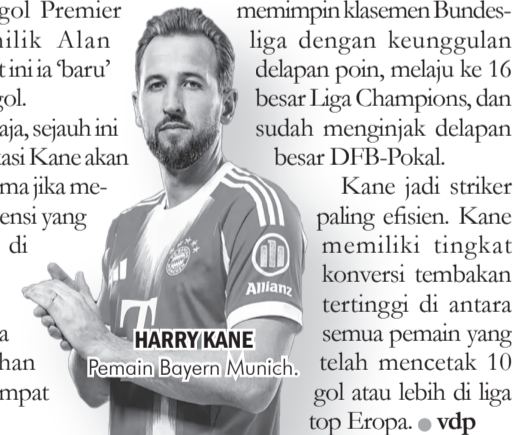 gol Premier
ilik Alan
t ini ia ‘baru’
gol.
aja, sejauh ini
tasi Kane akan
ma jika me-
ensi yang
di
a
han
mpat
memimpin klasemen Bundes-
liga dengan keunggulan
delapan poin, melaju ke 16
besar Liga Champions, dan
sudah menginjak delapan
besar DFB-Pokal.
Kane jadi striker
paling efisien. Kane
memiliki tingkat
konversi tembakan
tertinggi di antara
semua pemain yang
telah mencetak 10
gol atau lebih di liga
top Eropa. ● vdp
Allianz
T
HARRY KANE
Pemain Bayern Munich.